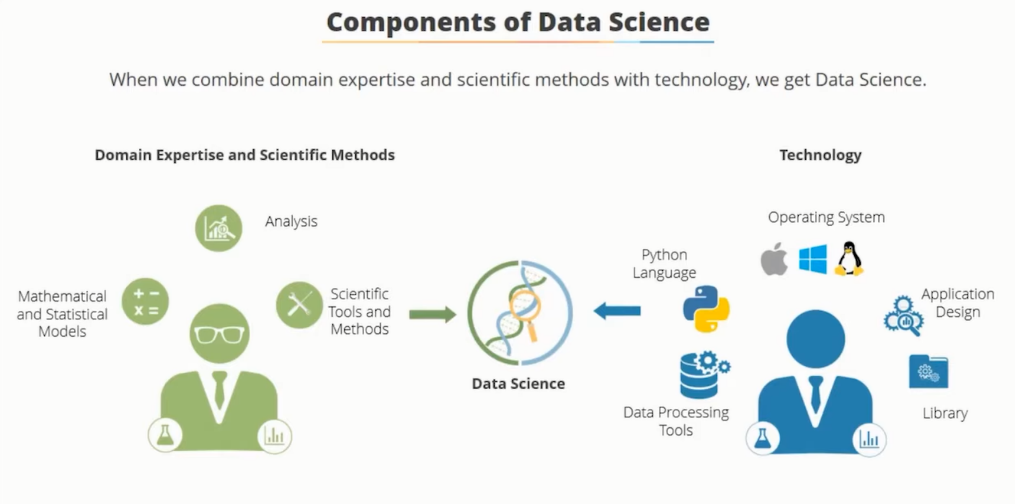 Components of Data Science
When we combine domain expertise and scientific methods with technology, we get Data Science.
Domain Expertise and Scientific Methods
Analysis
Mathematical
and Statistical
Models
Scientific
Tools and
Methods
Data Science
Technology
Operating System
Python
Language
Application
Design
Data Processing
Tools
Library